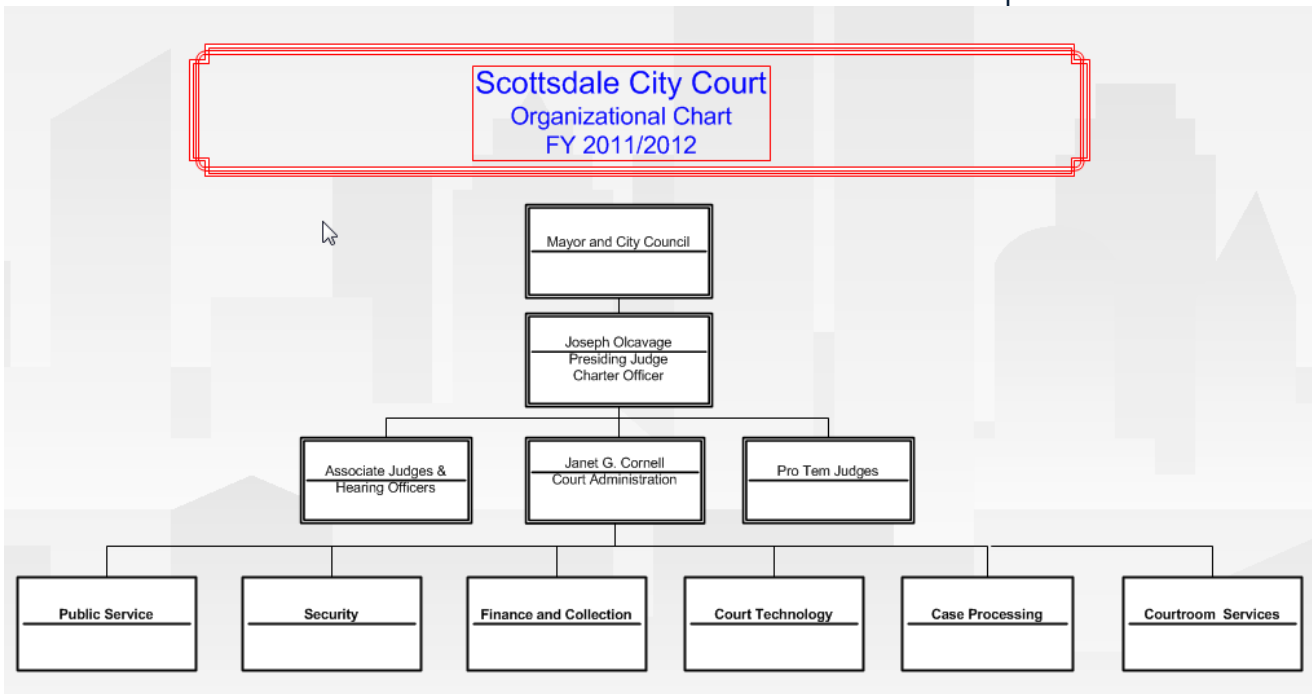 Scottsdale City Court
Organizational Chart
FY 2011/2012
Mayor and City Council
Joseph Olcavage
Presiding Judge
Charter Officer
Associate Judges &
Hearing Officers
Janet G. Cornell
Court Administration
Pro Tem Judges
Public Service
Security
Finance and Collection
Court Technology
Case Processing
Courtroom Services